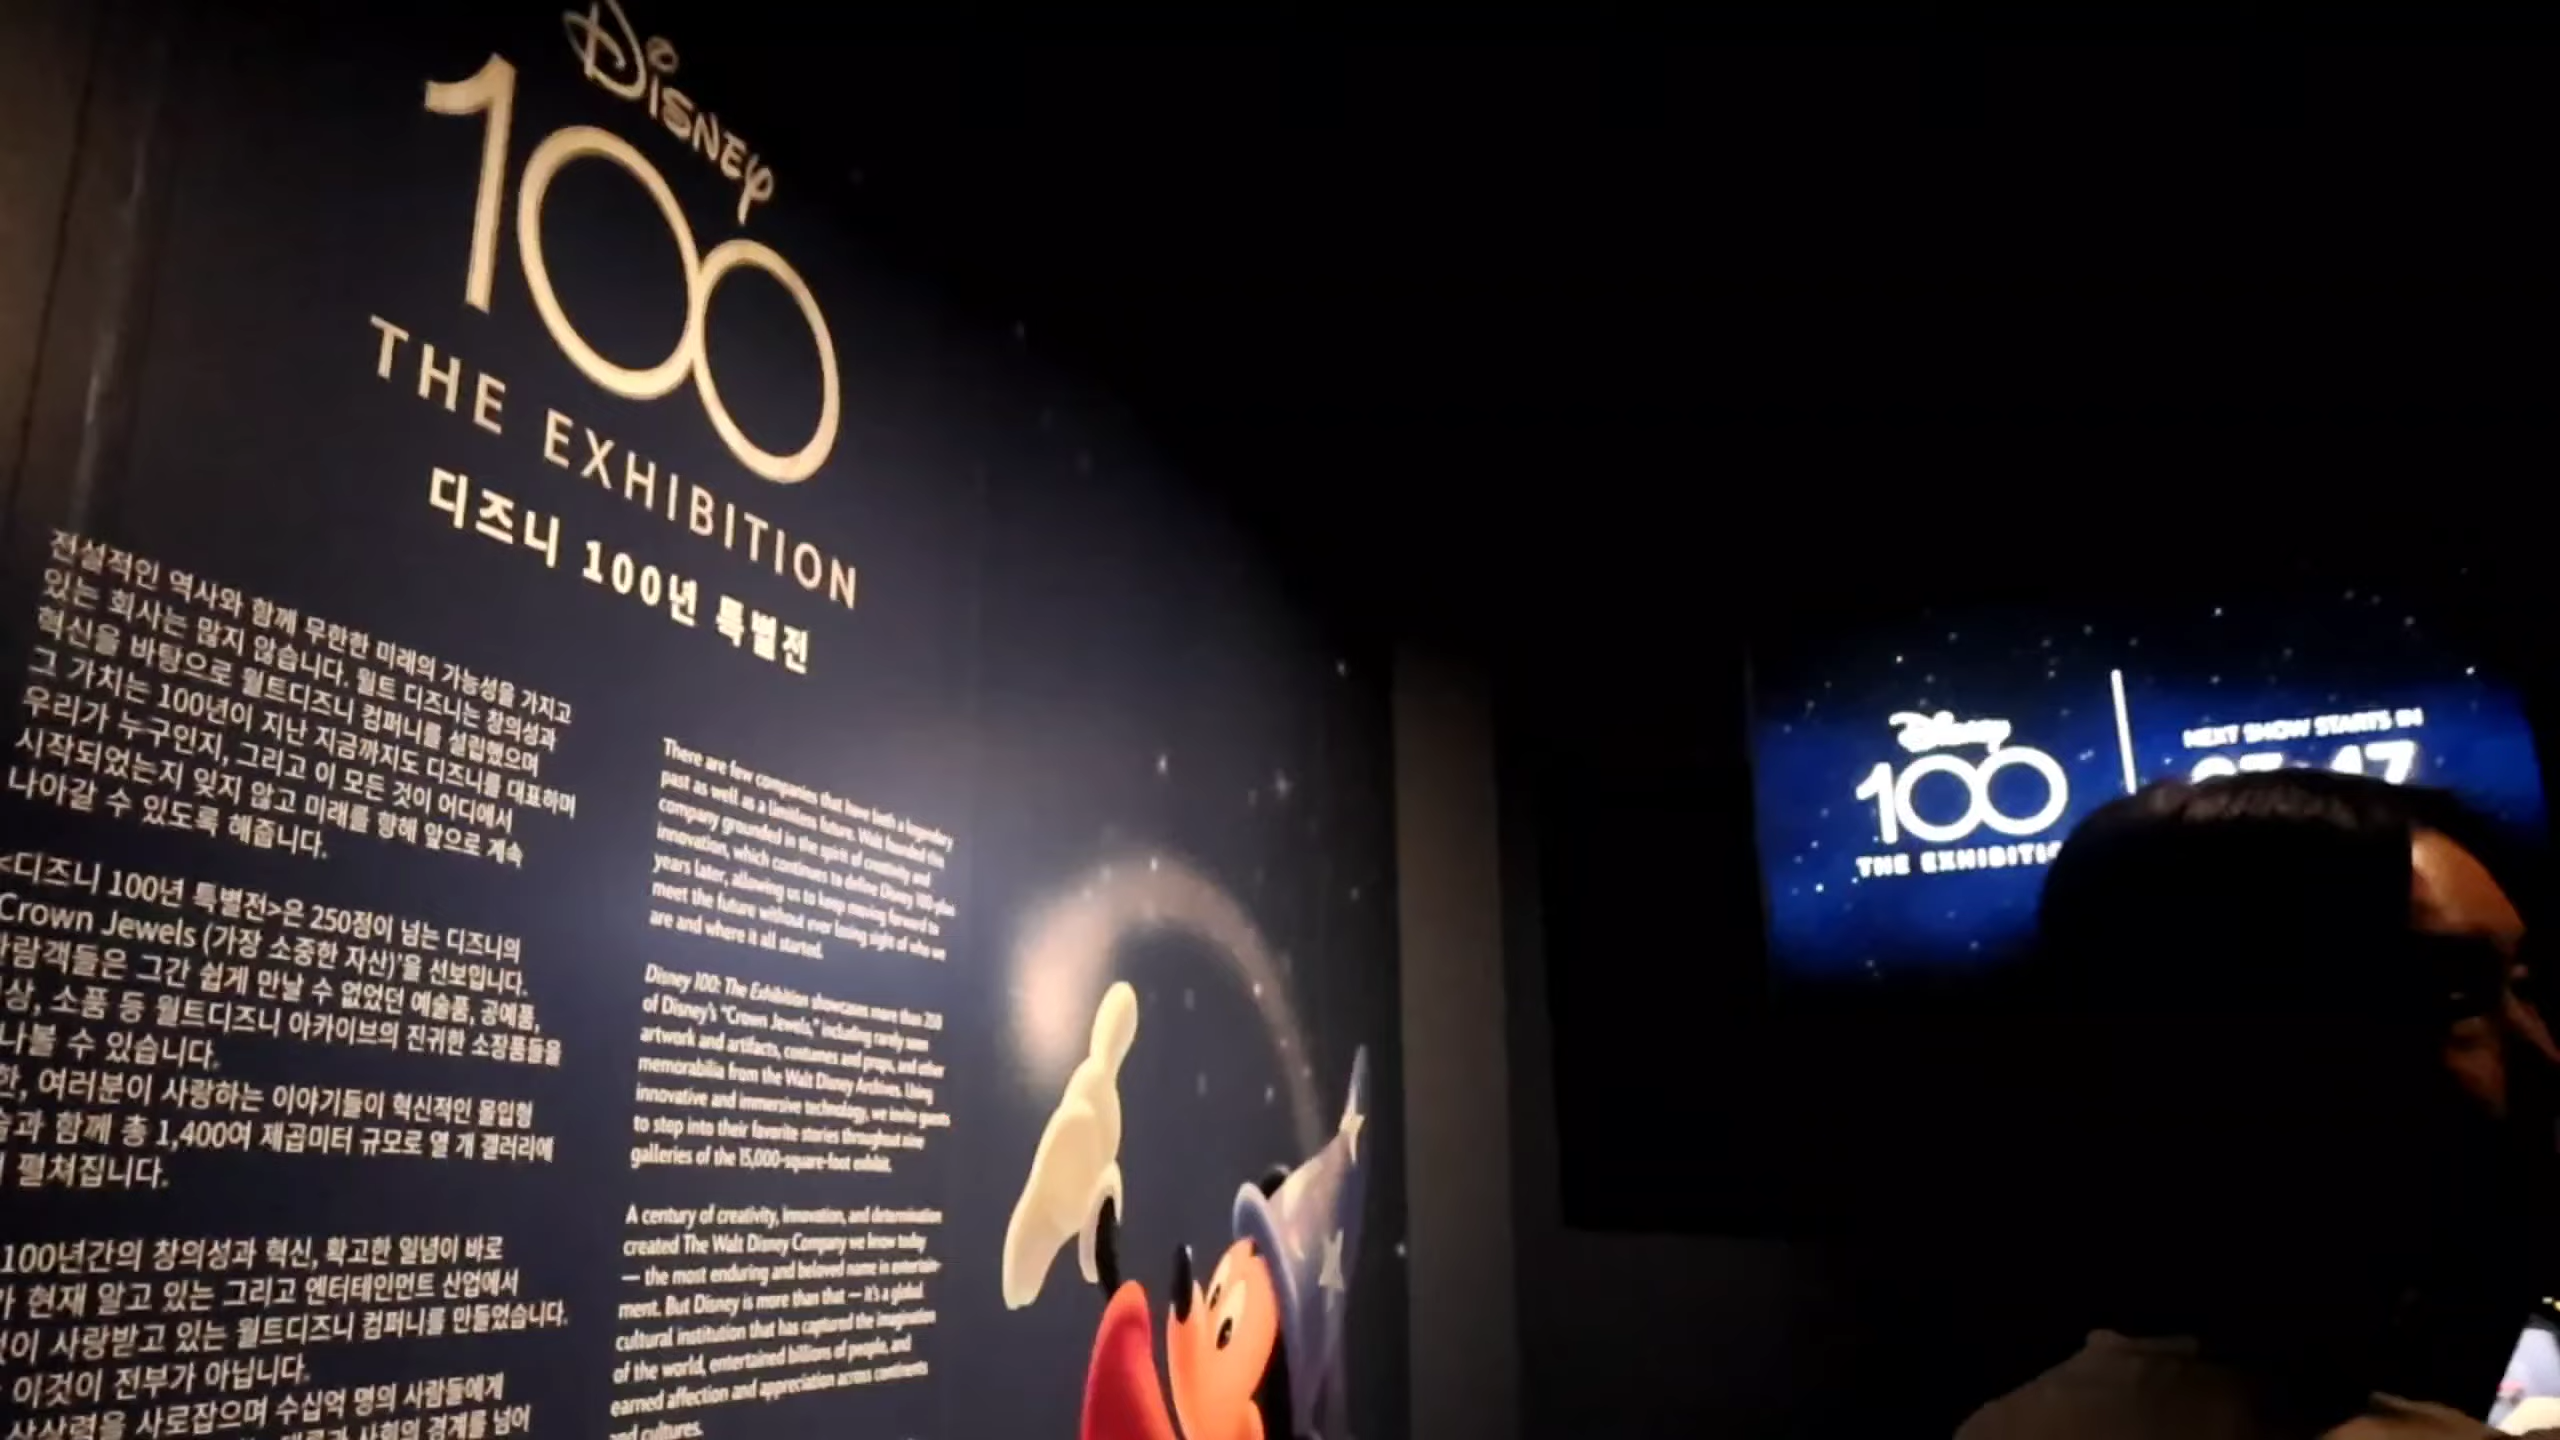 Disney
100
THE EXHIBITION
디즈니 100년 특별전
전설적인 역사와 함께 무한한 미래의 가능성을 가지고
있는 회사는 많지 않습니다. 월트 디즈니는 창의성과
혁신을 바탕으로 월트디즈니 컴퍼니를 설립했으며
그 가치는 100년이 지난 지금까지도 디즈니를 대표하며
우리가 누구인지, 그리고 이 모든 것이 어디에서
시작되었는지 잊지 않고 미래를 향해 앞으로 계속
나아갈 수 있도록 해줍니다.
<디즈니 100년 특별전>은 250점이 넘는 디즈니의
Crown Jewels (가장 소중한 자산)'을 선보입니다.
그간 쉽게 만날 수 없었던 예술품, 공예품,
소품 등 월트디즈니 아카이브의 진귀한 소장품들을
수 있습니다.
여러분이 사랑하는 이야기들이 혁신적인 몰입형
함께 총 1,400여 제곱미터 규모로 열 개 갤러리에
펼쳐집니다.
100년간의 창의성과 혁신, 확고한 일념이 바로
현재 알고 있는 그리고 엔터테인먼트 산업에서
사랑받고 있는 월트디즈니 컴퍼니를 만들었습니다.
이것이 전부가 아닙니다.
상상력을 사로잡으며 수십억 명의 사람들에게
사회의 경계를 넘어
There are few companies that have both a legendary
past as well as a limitless future. Walt founded this
company grounded in the spirit of creativity and
innovation, which continues to define Disney 100-plus
years later, allowing us to keep moving forward to
meet the future without ever losing sight of who we
are and where it all started.
Disney 100: The Exhibition showcases more than 250
of Disney's "Crown Jewels," including rarely seen
artwork and artifacts, costumes and props, and other
memorabilia from the Walt Disney Archives. Using
innovative and immersive technology, we invite guests
to step into their favorite stories throughout nine
galleries of the 15,000-square-foot exhibit.
A century of creativity, innovation, and determination
created The Walt Disney Company we know today
— the most enduring and beloved name in entertain-
ment. But Disney is more than that — it's a global
cultural institution that has captured the imagination
of the world, entertained billions of people, and
earned affection and appreciation across continents
and cultures.
Disney
100
THE EXHIBITIO
NEXT SHOW STARTS IN